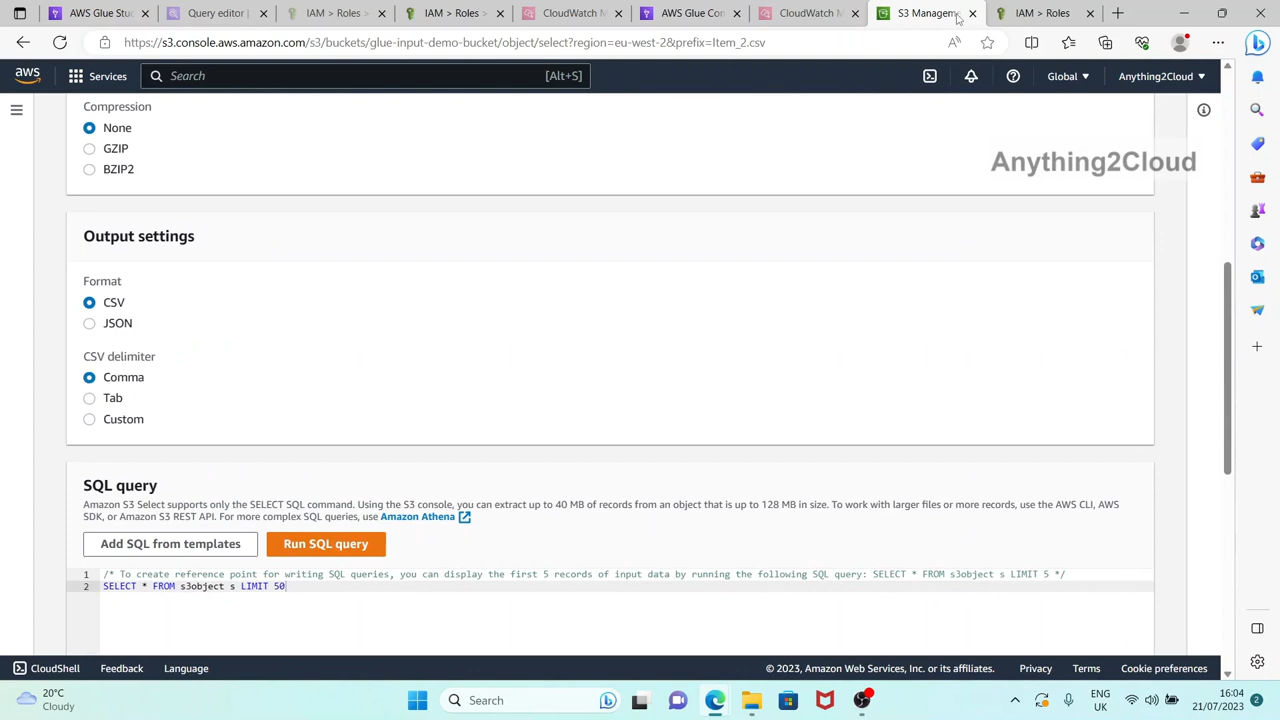 AWS Glue Stu
Query editor |
IAM > Roles >
IAM > Roles >
CloudWatch M
AWS Glue Con
CloudWatch M
S3 Managem
IAM > Roles
https://s3.console.aws.amazon.com/s3/buckets/glue-input-demo-bucket/object/select?region=eu-west-2&prefix=Item_2.csv
aws
Services
Search
[Alt+S]
Global
Anything2Cloud
Compression
None
GZIP
BZIP2
Anything2Cloud
Output settings
Format
CSV
JSON
CSV delimiter
Comma
Tab
Custom
SQL query
Amazon S3 Select supports only the SELECT SQL command. Using the S3 console, you can extract up to 40 MB of records from an object that is up to 128 MB in size. To work with larger files or more records, use the AWS CLI, AWS
SDK, or Amazon S3 REST API. For more complex SQL queries, use Amazon Athena
Add SQL from templates
Run SQL query
1 /* To create reference point for writing SQL queries, you can display the first 5 records of input data by running the following SQL query: SELECT * FROM s3object s LIMIT 5 */
2 SELECT * FROM s3object s LIMIT 50
CloudShell
Feedback
Language
© 2023, Amazon Web Services, Inc. or its affiliates.
Privacy
Terms
Cookie preferences
20°C
Cloudy
Search
ENG
UK
16:04
21/07/2023
2